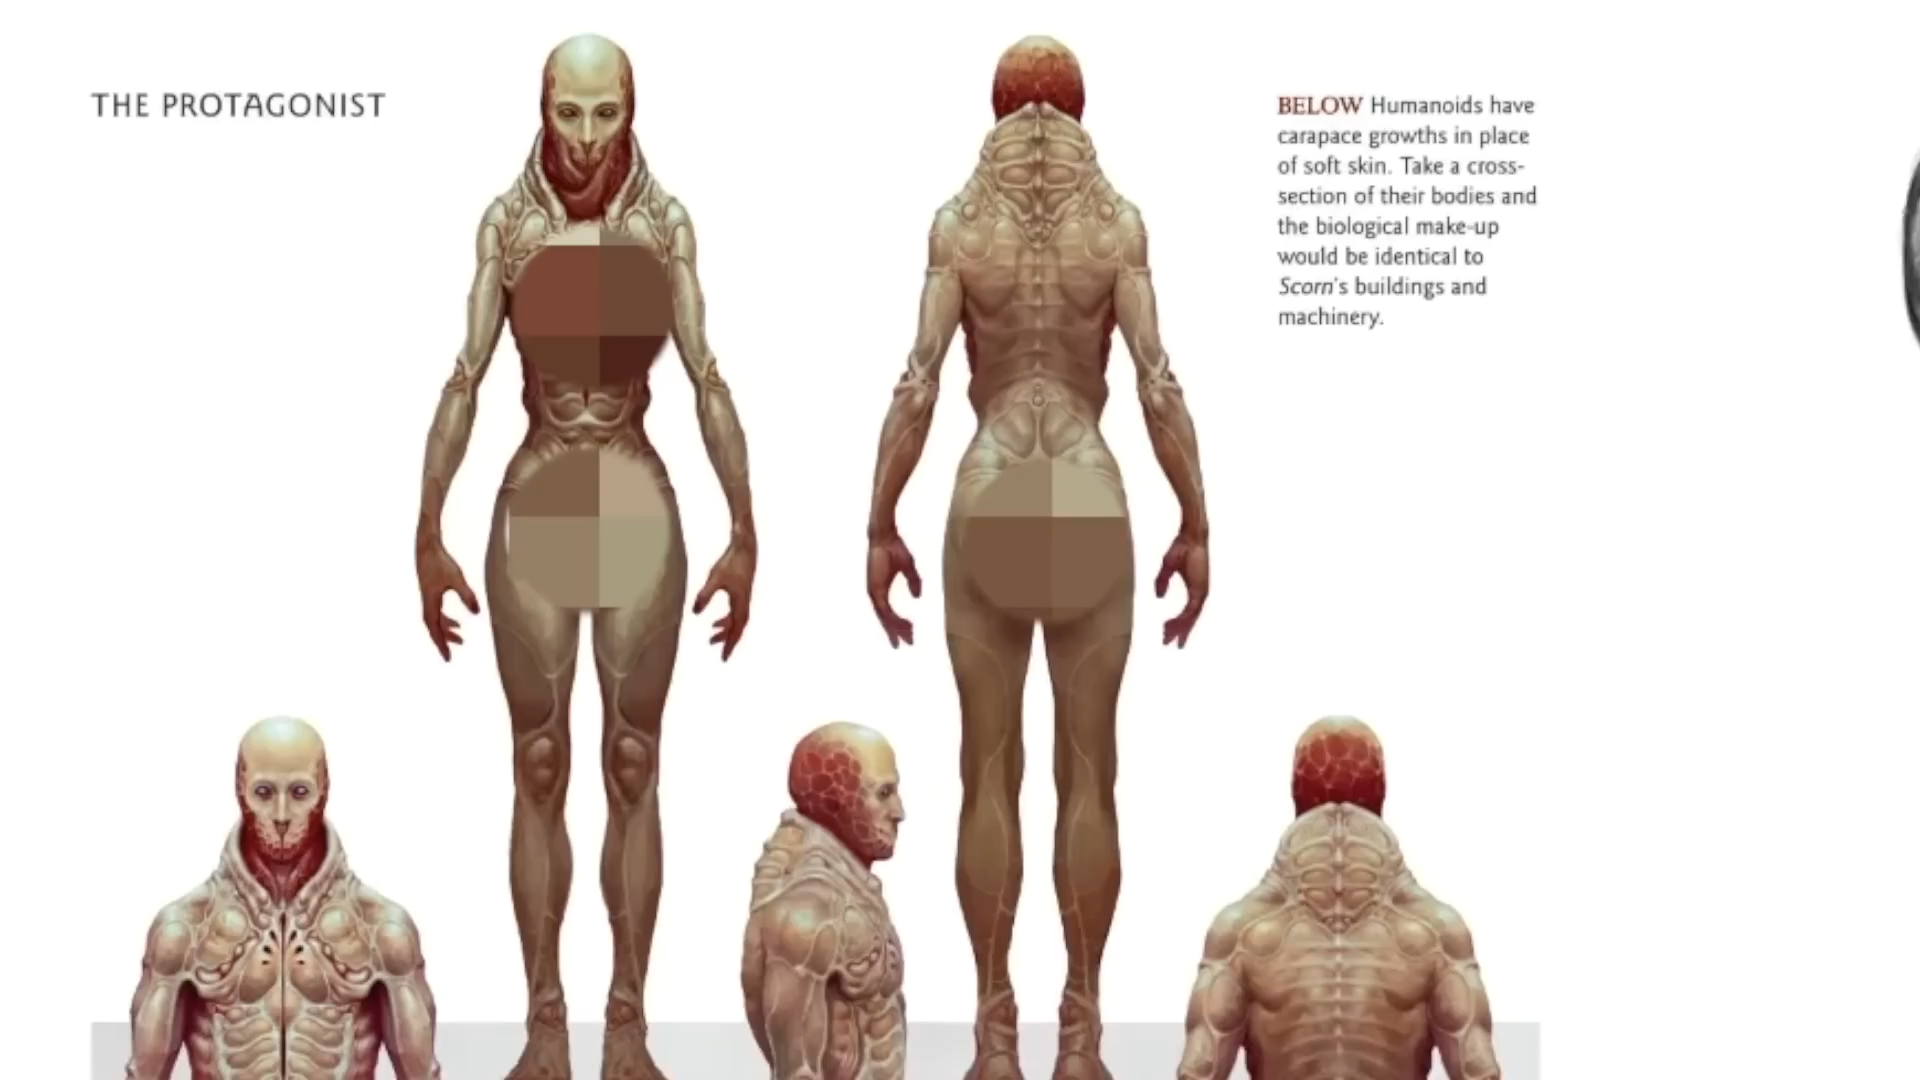 THE PROTAGONIST
BELOW Humanoids have
carapace growths in place
of soft skin. Take a cross-
section of their bodies and
the biological make-up
would be identical to
Scorn's buildings and
machinery.